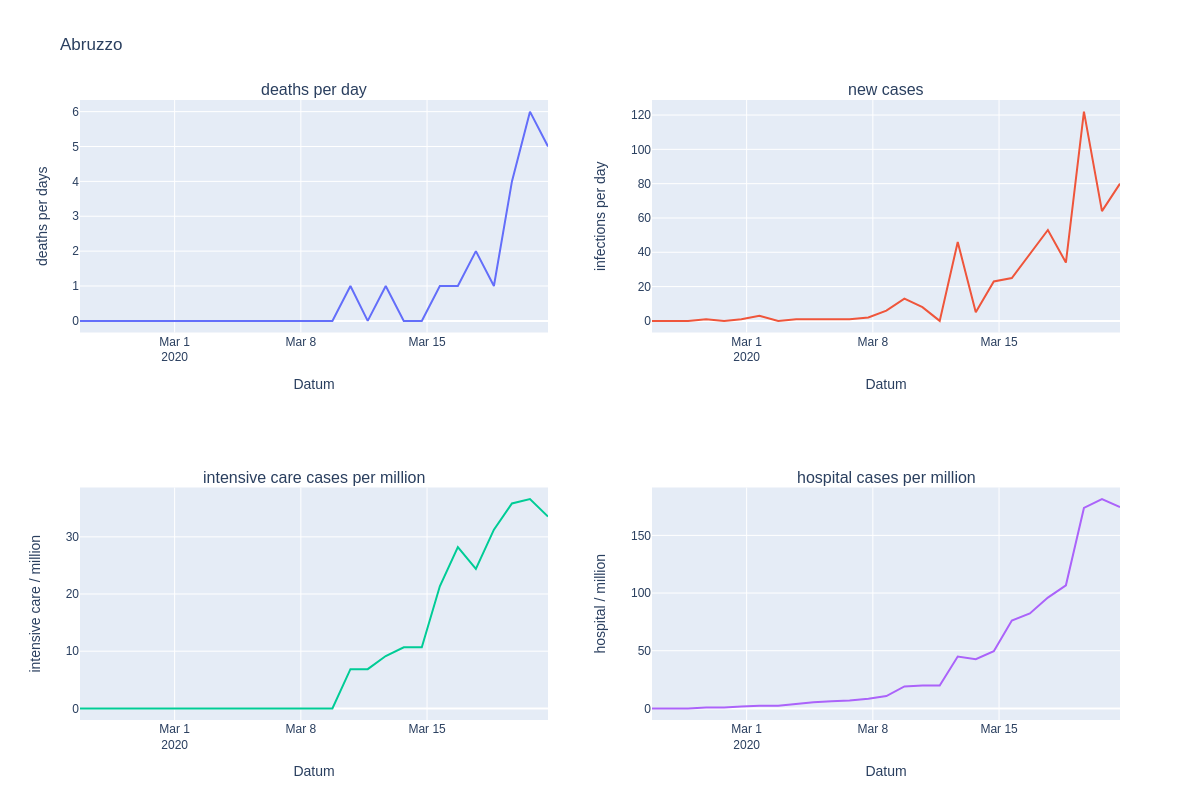 Abruzzo
deaths per day
deaths per days
6
5
4
3
2
1
0
Mar 1
2020
Mar 8
Mar 15
Datum
new cases
infections per day
120
100
80
60
40
20
0
Mar 1
2020
Mar 8
Mar 15
Datum
intensive care cases per million
intensive care / million
30
20
10
0
Mar 1
2020
Mar 8
Mar 15
Datum
hospital cases per million
hospital / million
150
100
50
0
Mar 1
2020
Mar 8
Mar 15
Datum